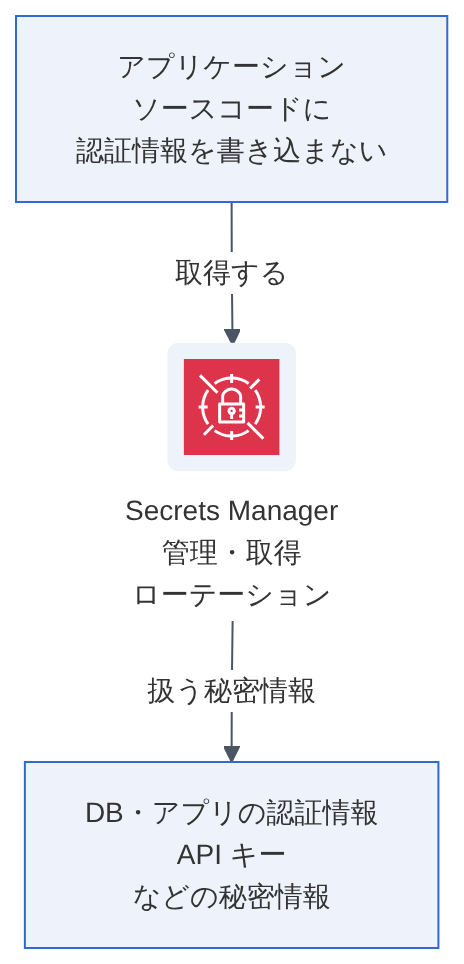 アプリケーション
ソースコードに
認証情報を書き込まない
取得する
Secrets Manager
管理・取得
ローテーション
扱う秘密情報
DB・アプリの認証情報
API キー
などの秘密情報